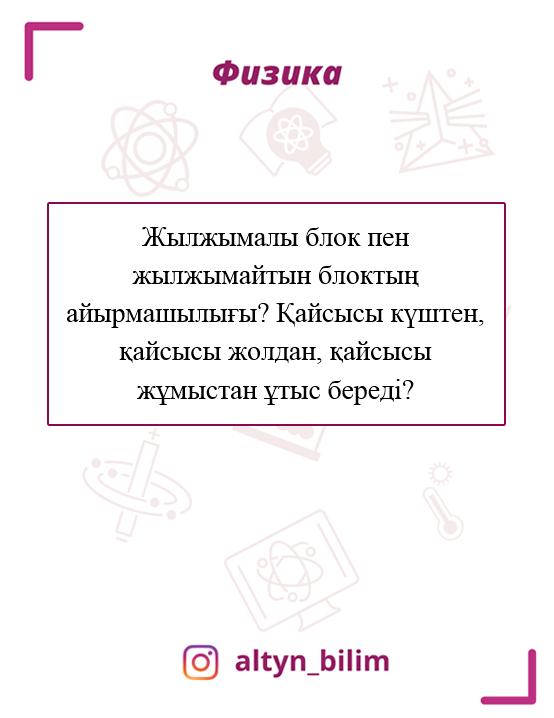 Физика
Жылжымалы блок пен
жылжымайтын блоктың
айырмашылығы? Қайсысы күштен,
қайсысы жолдан, қайсысы
жұмыстан ұтыс береді?
altyn_bilim